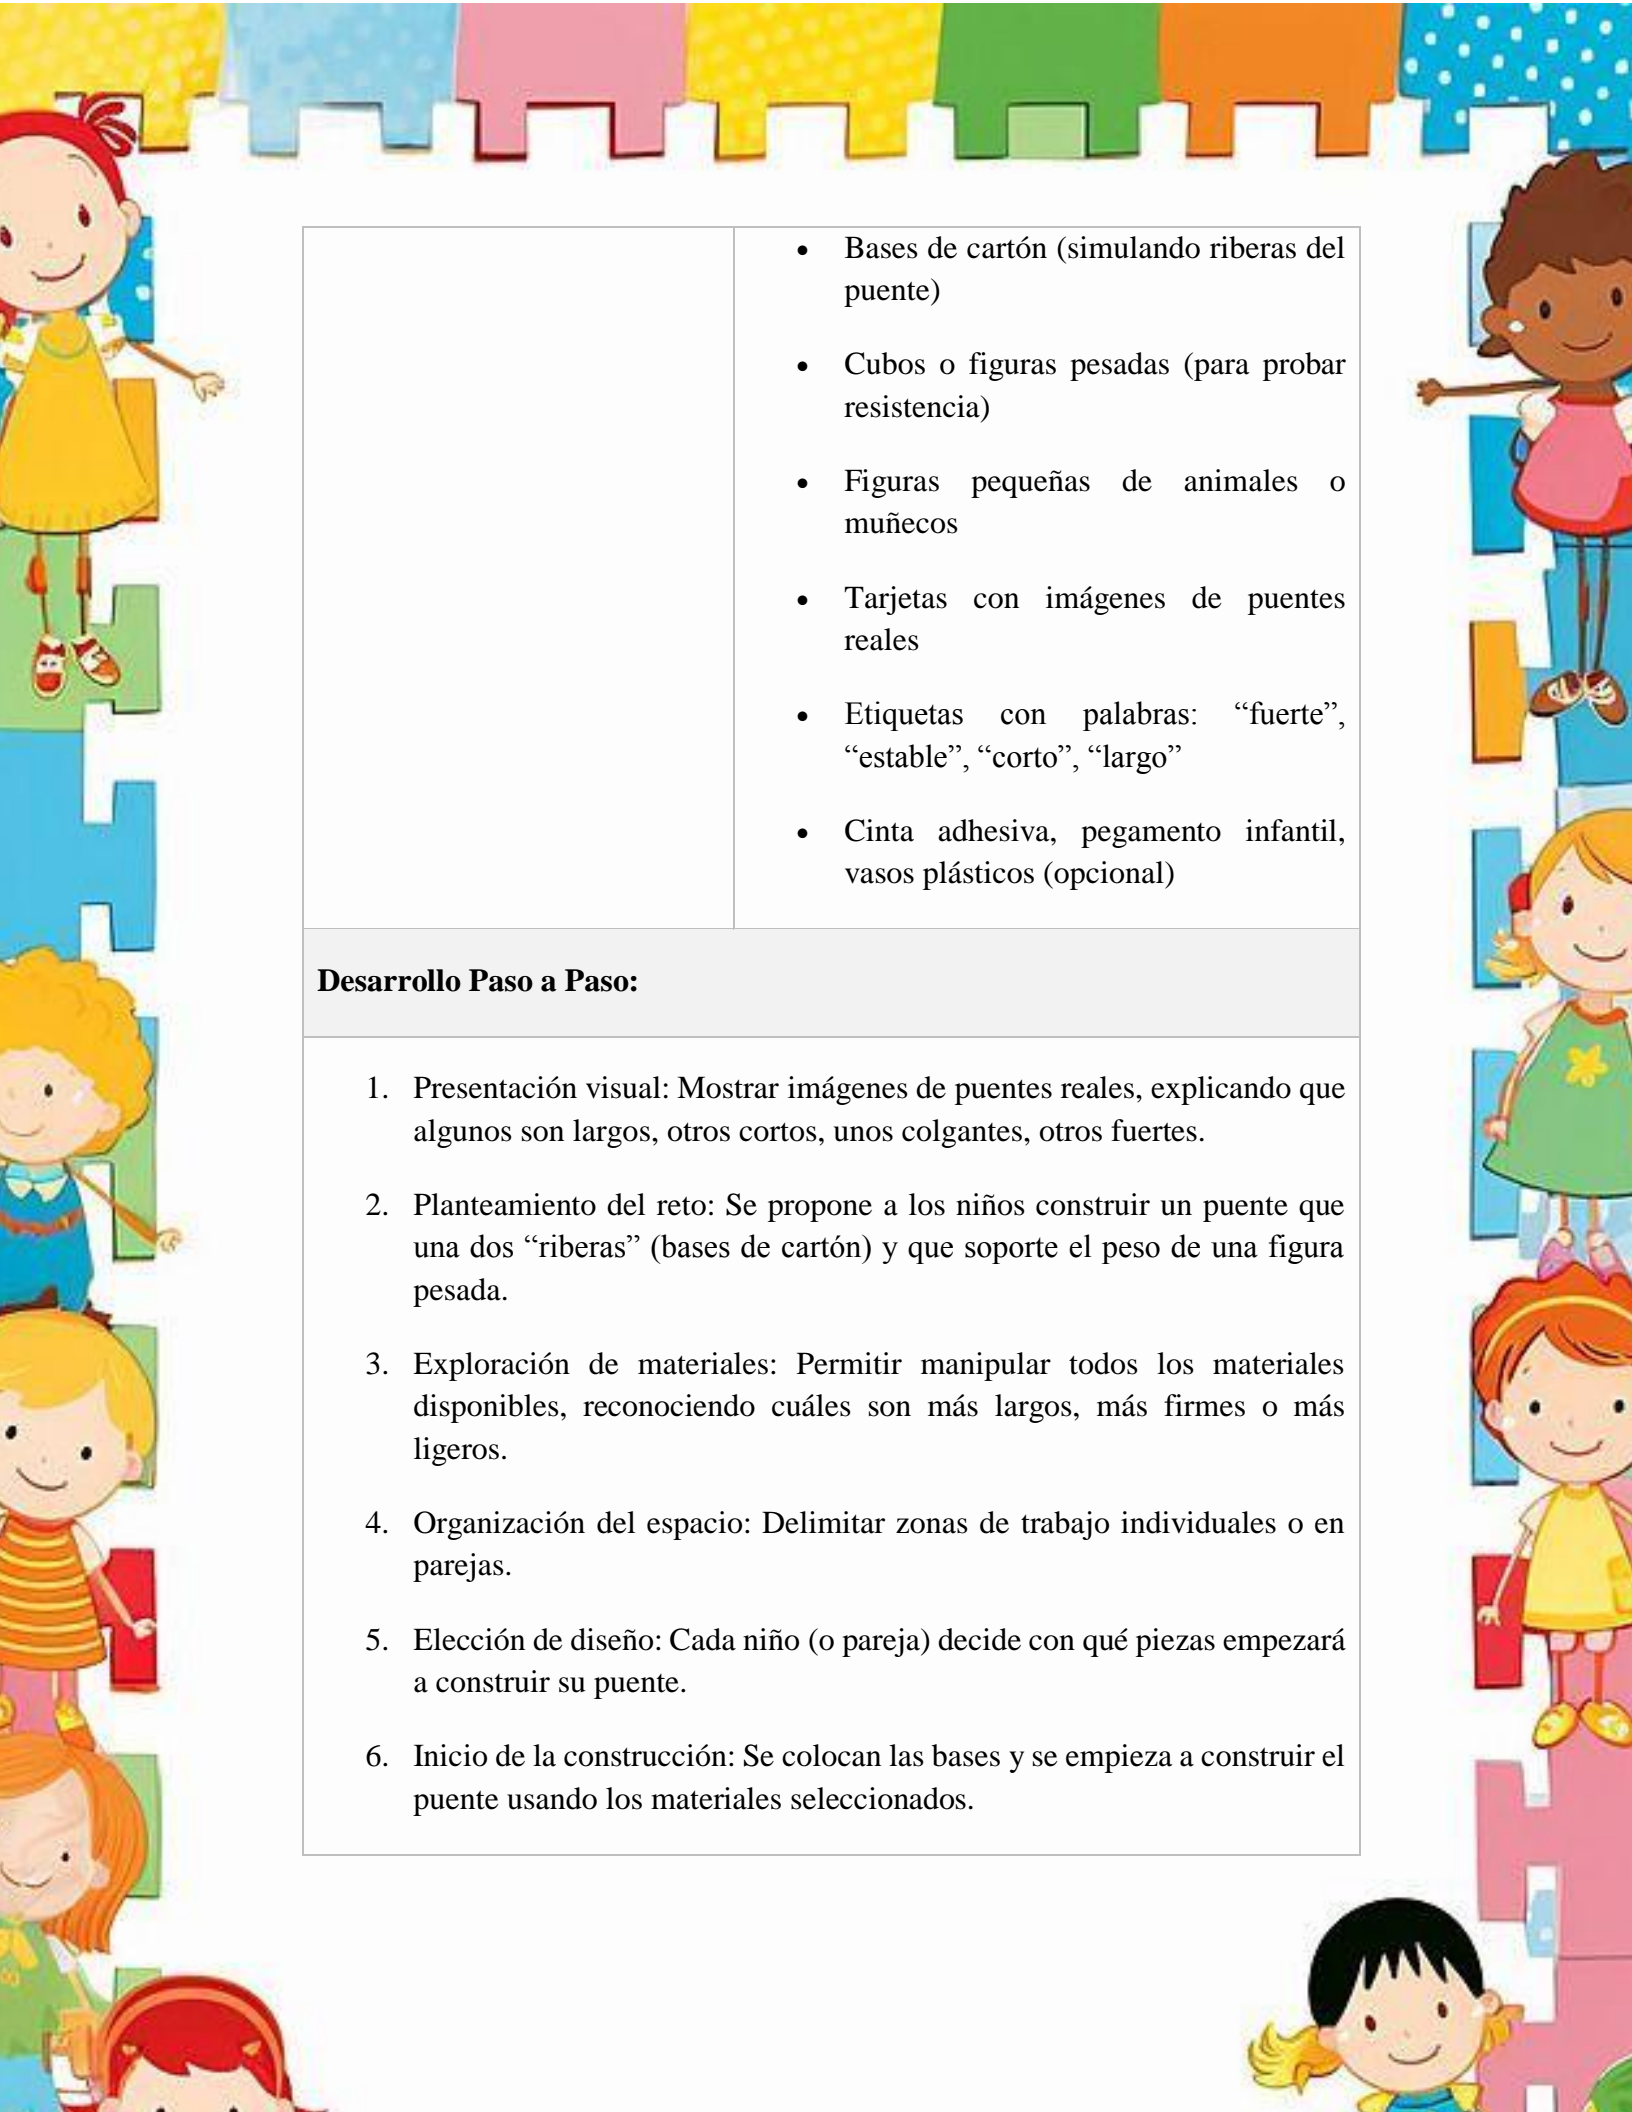 • Bases de cartón (simulando riberas del
puente)
• Cubos o figuras pesadas (para probar
resistencia)
• Figuras pequeñas de animales o
muñecos
• Tarjetas con imágenes de puentes
reales
• Etiquetas con palabras: “fuerte”,
“estable”, “corto”, “largo”
• Cinta adhesiva, pegamento infantil,
vasos plásticos (opcional)
Desarrollo Paso a Paso:
1. Presentación visual: Mostrar imágenes de puentes reales, explicando que
algunos son largos, otros cortos, unos colgantes, otros fuertes.
2. Planteamiento del reto: Se propone a los niños construir un puente que
una dos “riberas” (bases de cartón) y que soporte el peso de una figura
pesada.
3. Exploración de materiales: Permitir manipular todos los materiales
disponibles, reconociendo cuáles son más largos, más firmes o más
ligeros.
4. Organización del espacio: Delimitar zonas de trabajo individuales o en
parejas.
5. Elección de diseño: Cada niño (o pareja) decide con qué piezas empezará
a construir su puente.
6. Inicio de la construcción: Se colocan las bases y se empieza a construir el
puente usando los materiales seleccionados.